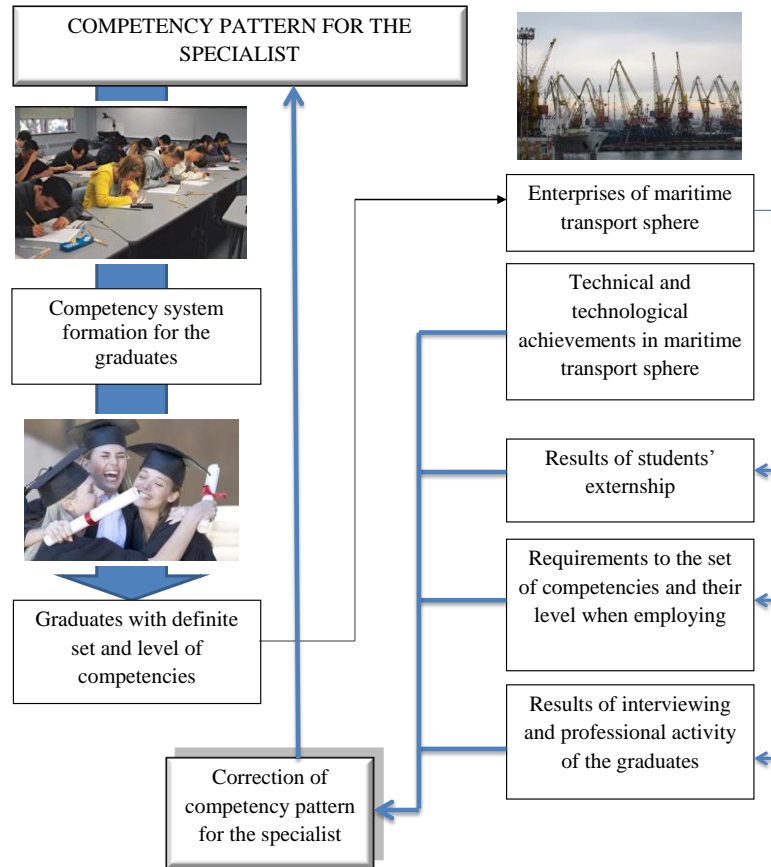 COMPETENCY PATTERN FOR THE
SPECIALIST
Competency system
formation for the
graduates
Graduates with definite
set and level of
competencies
Enterprises of maritime
transport sphere
Technical and
technological
achievements in maritime
transport sphere
Results of students’
externship
Requirements to the set
of competencies and their
level when employing
Results of interviewing
and professional activity
of the graduates
Correction of
competency pattern
for the specialist